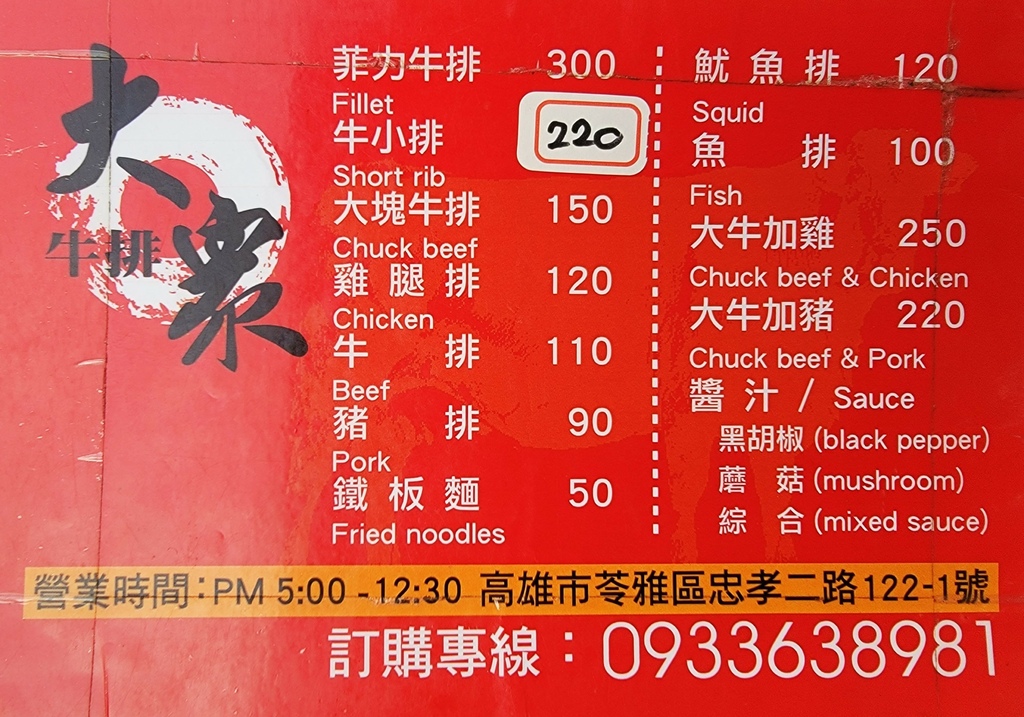 大眾
牛排
菲力牛排 300
Fillet
牛小排 220
Short rib
大塊牛排 150
Chuck beef
雞腿排 120
Chicken
牛排 110
Beef
豬排 90
Pork
鐵板麵 50
Fried noodles
魷魚排 120
Squid
魚排 100
Fish
大牛加雞 250
Chuck beef & Chicken
大牛加豬 220
Chuck beef & Pork
醬汁 / Sauce
黑胡椒 (black pepper)
蘑菇 (mushroom)
綜合 (mixed sauce)
營業時間:PM 5:00 -12:30 高雄市苓雅區忠孝二路122-1號
訂購專線：0933638981